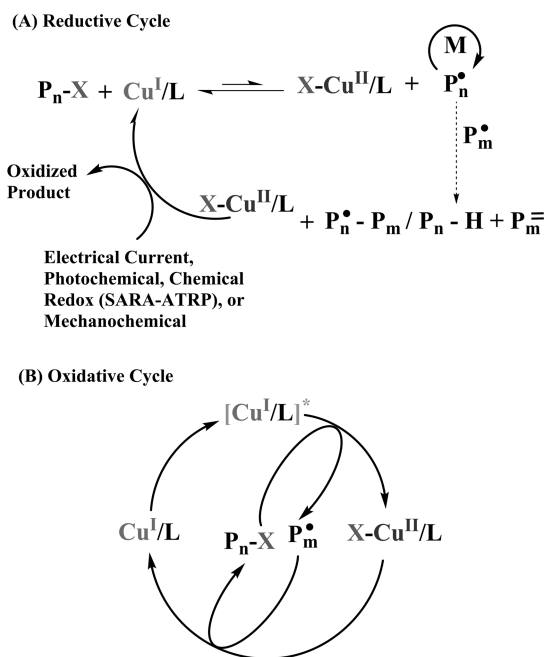 (A) Reductive Cycle
M
Pₙ-X + Cuᴵ/L X-Cuᴵᴵ/L + Pₙ•
Pₘ•
Oxidized
Product
X-Cuᴵᴵ/L + Pₙ• - Pₘ / Pₙ - H + Pₘ=
Electrical Current,
Photochemical, Chemical
Redox (SARA-ATRP), or
Mechanochemical
(B) Oxidative Cycle
[Cuᴵ/L]*
Cuᴵ/L Pₙ-X Pₘ• X-Cuᴵᴵ/L